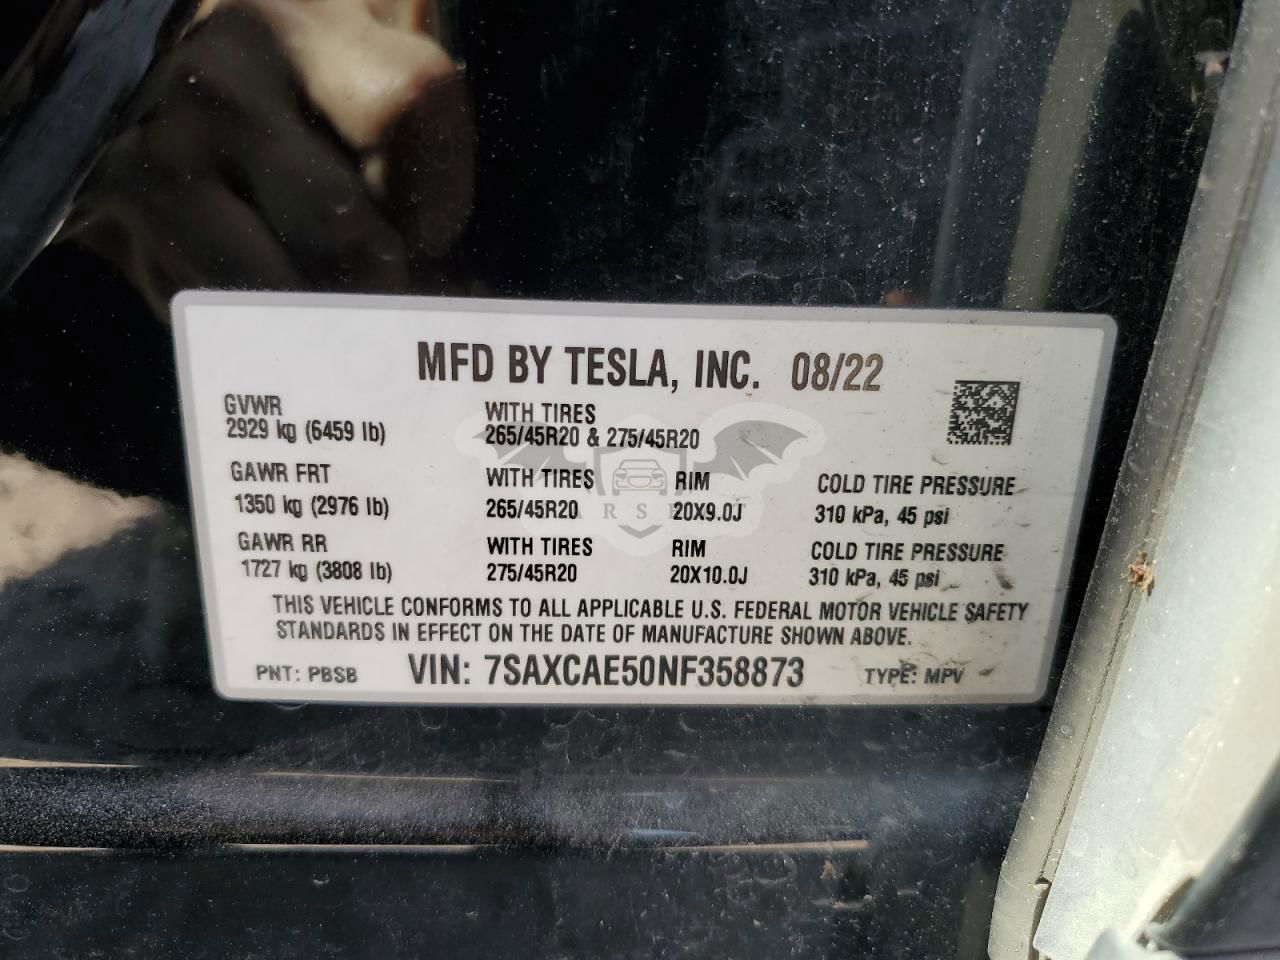 MFD BY TESLA, INC. 08/22
GVWR
2929 kg (6459 lb)
WITH TIRES
265/45R20 & 275/45R20
GAWR FRT WITH TIRES RIM COLD TIRE PRESSURE
1350 kg (2976 lb) 265/45R20 20X9.0J 310 kPa, 45 psi
GAWR RR WITH TIRES RIM COLD TIRE PRESSURE
1727 kg (3808 lb) 275/45R20 20X10.0J 310 kPa, 45 psi
THIS VEHICLE CONFORMS TO ALL APPLICABLE U.S. FEDERAL MOTOR VEHICLE SAFETY
STANDARDS IN EFFECT ON THE DATE OF MANUFACTURE SHOWN ABOVE.
PNT: PBSB VIN: 7SAXCAE50NF358873 TYPE: MPV